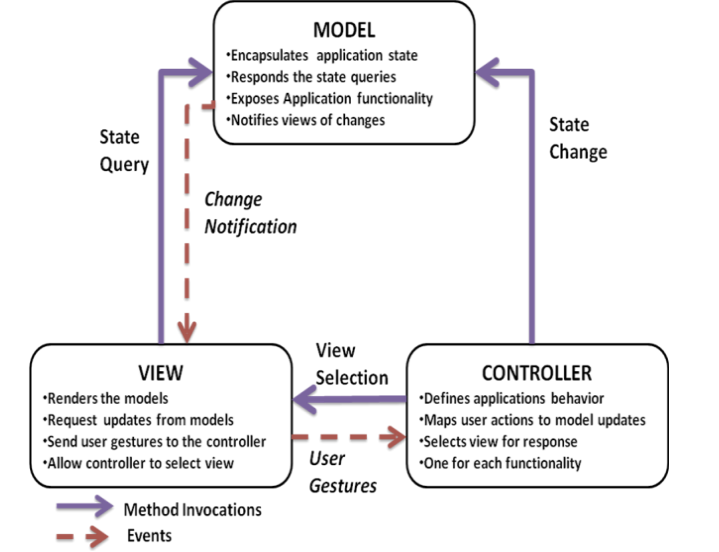 MODEL
•Encapsulates application state
•Responds the state queries
•Exposes Application functionality
•Notifies views of changes
State
Query
State
Change
Change
Notification
VIEW
•Renders the models
•Request updates from models
•Send user gestures to the controller
•Allow controller to select view
View
Selection
User
Gestures
CONTROLLER
•Defines applications behavior
•Maps user actions to model updates
•Selects view for response
•One for each functionality
Method Invocations
Events